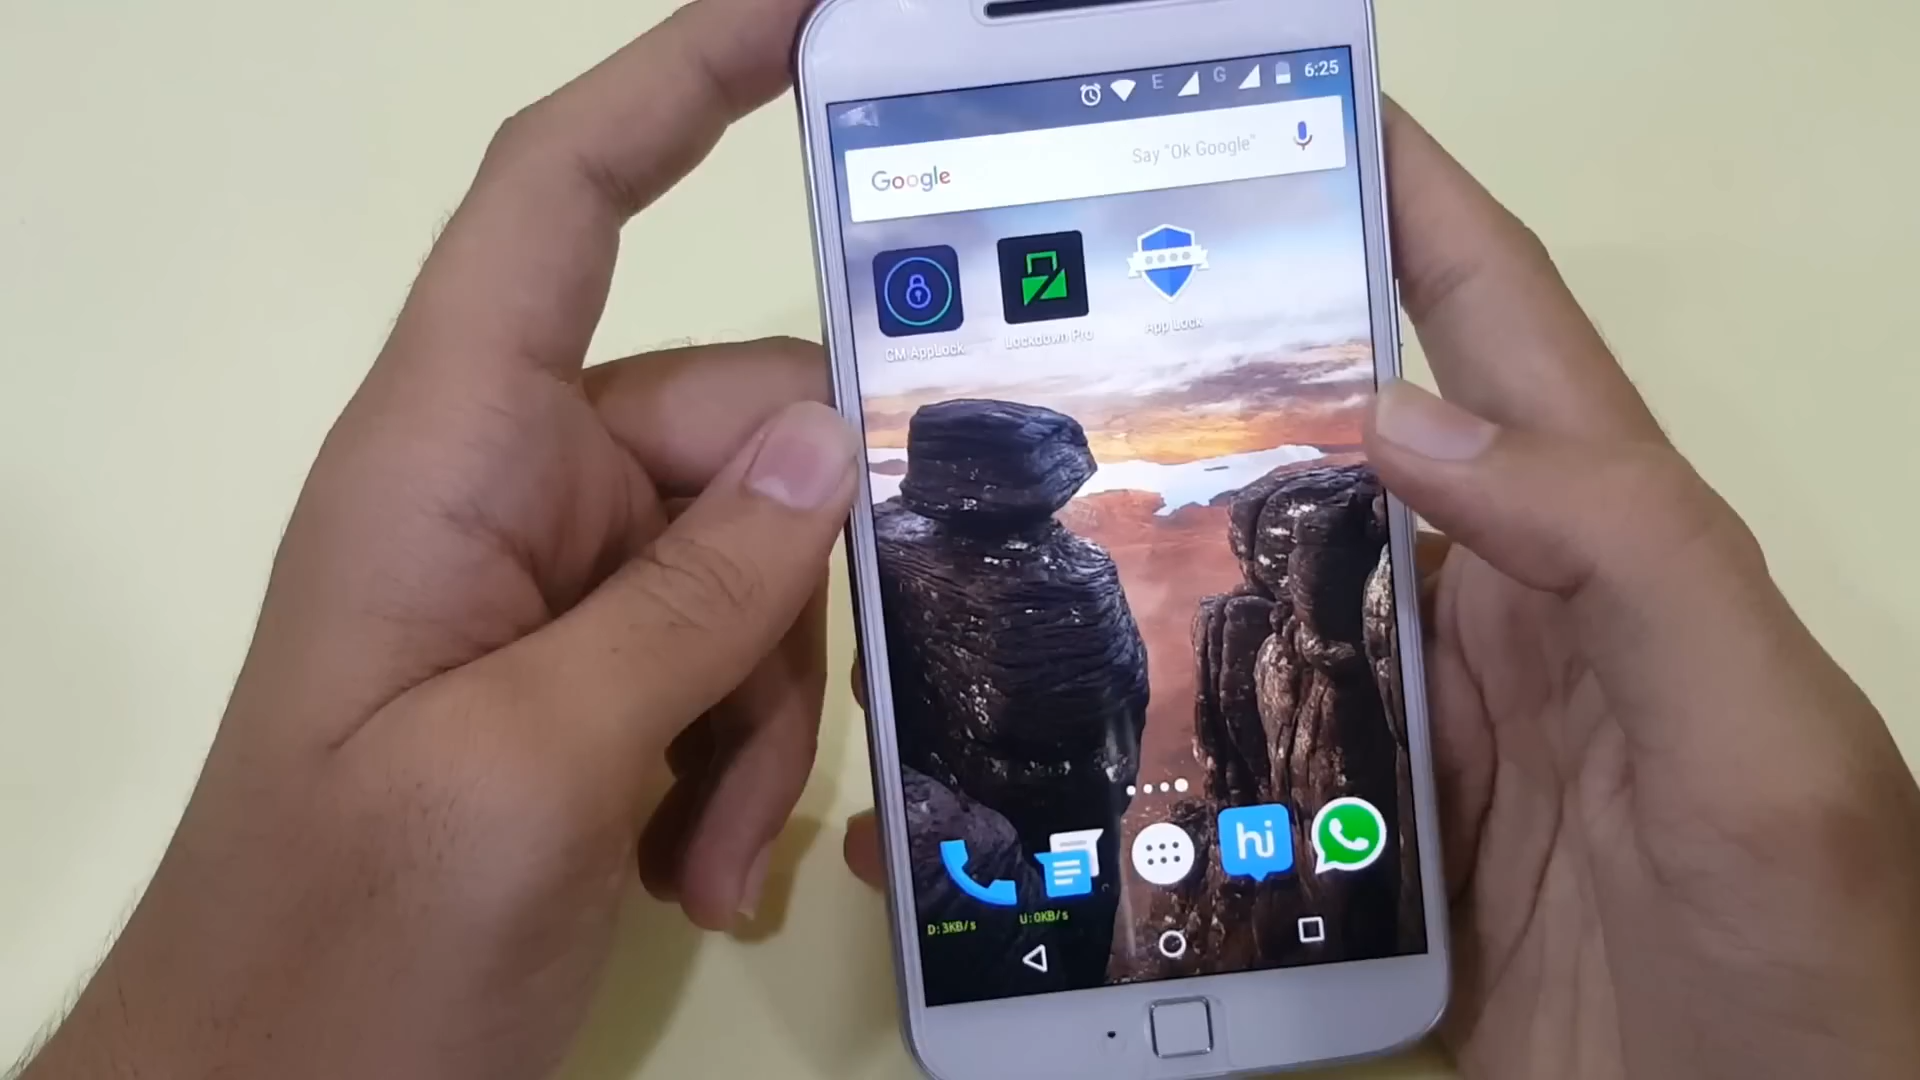 E G 6:25
Google Say "Ok Google"
CM AppLock Lockdown Pro App Lock
hi
D:3KB/s U:0KB/s